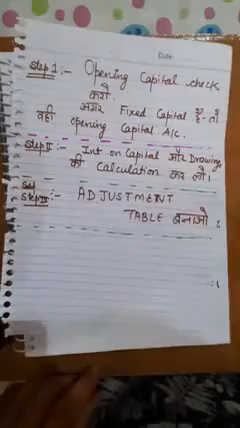 Date
Step 1:- Opening Capital check
करो.
अगर Fixed Capital है-तो
वही opening Capital A/c.
Step II:- Int on Capital और Drawing
की Calculation कर लो।
Step III:- ADJUSTMENT
TABLE बनाओ